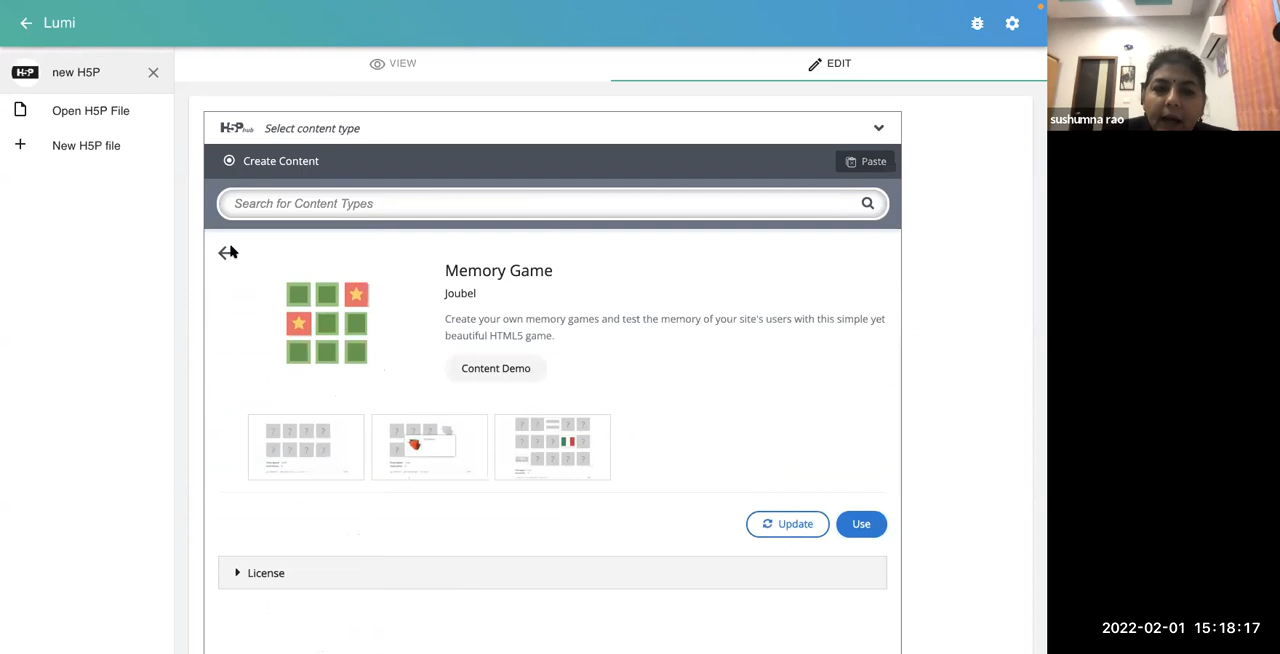 Lumi
H5P new H5P
Open H5P File
New H5P file
VIEW
EDIT
H5P hub Select content type
Create Content
Paste
Search for Content Types
Memory Game
Joubel
Create your own memory games and test the memory of your site's users with this simple yet
beautiful HTML5 game.
Content Demo
Update
Use
License
sushumna rao
2022-02-01 15:18:17